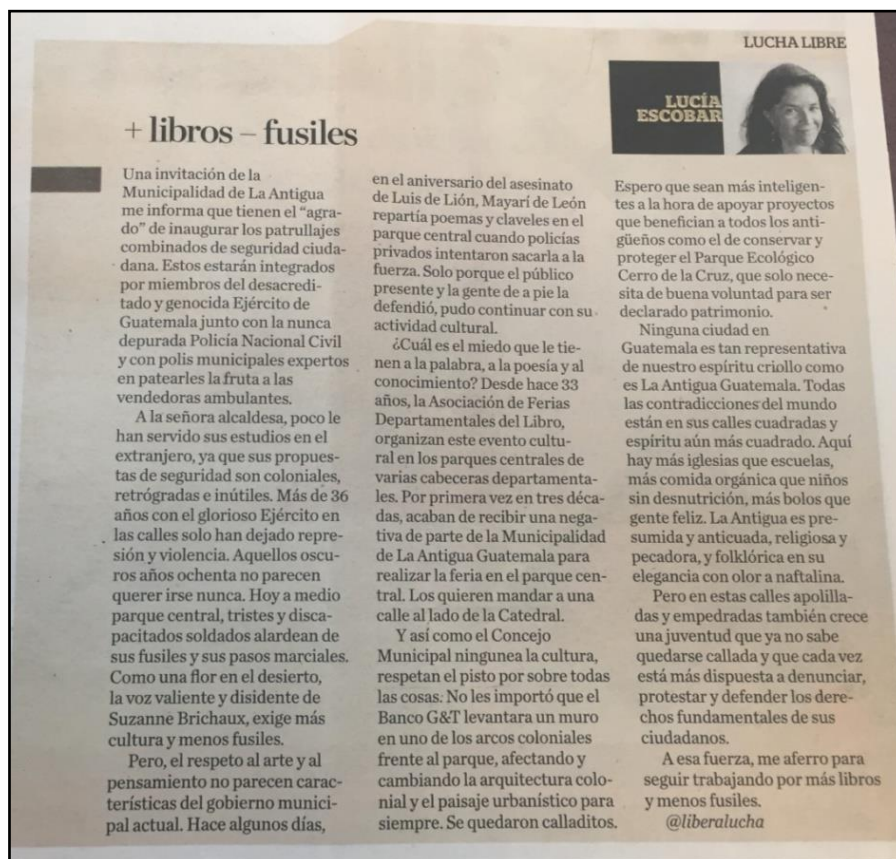 LUCHA LIBRE
LUCÍA
ESCOBAR
+ libros – fusiles
Una invitación de la
Municipalidad de La Antigua
me informa que tienen el “agra-
do” de inaugurar los patrullajes
combinados de seguridad ciuda-
dana. Estos estarán integrados
por miembros del desacredi-
tado y genocida Ejército de
Guatemala junto con la nunca
depurada Policía Nacional Civil
y con polis municipales expertos
en patearles la fruta a las
vendedoras ambulantes.
A la señora alcaldesa, poco le
han servido sus estudios en el
extranjero, ya que sus propues-
tas de seguridad son coloniales,
retrógradas e inútiles. Más de 36
años con el glorioso Ejército en
las calles solo han dejado repre-
sión y violencia. Aquellos oscu-
ros años ochenta no parecen
querer irse nunca. Hoy a medio
parque central, tristes y disca-
pacitados soldados alardean de
sus fusiles y sus pasos marciales.
Como una flor en el desierto,
la voz valiente y disidente de
Suzanne Brichaux, exige más
cultura y menos fusiles.
Pero, el respeto al arte y al
pensamiento no parecen carac-
terísticas del gobierno munici-
pal actual. Hace algunos días,
en el aniversario del asesinato
de Luis de Lión, Mayarí de León
repartía poemas y claveles en el
parque central cuando policías
privados intentaron sacarla a la
fuerza. Solo porque el público
presente y la gente de a pie la
defendió, pudo continuar con su
actividad cultural.
¿Cuál es el miedo que le tie-
nen a la palabra, a la poesía y al
conocimiento? Desde hace 33
años, la Asociación de Ferias
Departamentales del Libro,
organizan este evento cultu-
ral en los parques centrales de
varias cabeceras departamenta-
les. Por primera vez en tres déca-
das, acaban de recibir una nega-
tiva de parte de la Municipalidad
de La Antigua Guatemala para
realizar la feria en el parque cen-
tral. Los quieren mandar a una
calle al lado de la Catedral.
Y así como el Concejo
Municipal ningunea la cultura,
respetan el pisto por sobre todas
las cosas. No les importó que el
Banco G&T levantara un muro
en uno de los arcos coloniales
frente al parque, afectando y
cambiando la arquitectura colo-
nial y el paisaje urbanístico para
siempre. Se quedaron calladitos.
Espero que sean más inteligen-
tes a la hora de apoyar proyectos
que benefician a todos los anti-
güeños como el de conservar y
proteger el Parque Ecológico
Cerro de la Cruz, que solo nece-
sita de buena voluntad para ser
declarado patrimonio.
Ninguna ciudad en
Guatemala es tan representativa
de nuestro espíritu criollo como
es La Antigua Guatemala. Todas
las contradicciones del mundo
están en sus calles cuadradas y
espíritu aún más cuadrado. Aquí
hay más iglesias que escuelas,
más comida orgánica que niños
sin desnutrición, más bolos que
gente feliz. La Antigua es pre-
sumida y anticuada, religiosa y
pecadora, y folklórica en su
elegancia con olor a naftalina.
Pero en estas calles apolilla-
das y empedradas también crece
una juventud que ya no sabe
quedarse callada y que cada vez
está más dispuesta a denunciar,
protestar y defender los dere-
chos fundamentales de sus
ciudadanos.
A esa fuerza, me aferro para
seguir trabajando por más libros
y menos fusiles.
@liberalucha